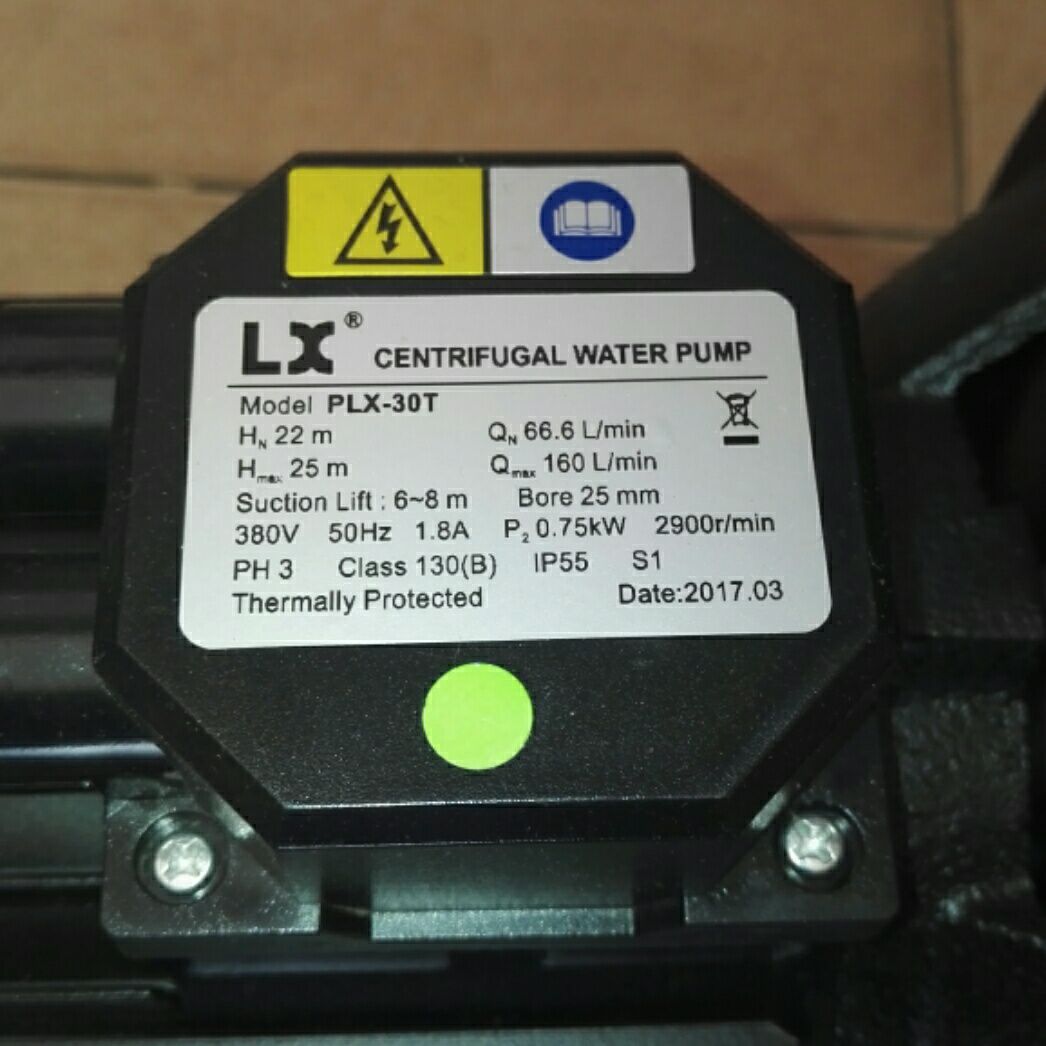 LX® CENTRIFUGAL WATER PUMP
Model PLX-30T
HN 22 m QN 66.6 L/min
Hmax 25 m Qmax 160 L/min
Suction Lift : 6~8 m Bore 25 mm
380V 50Hz 1.8A P2 0.75kW 2900r/min
PH 3 Class 130(B) IP55 S1
Thermally Protected Date:2017.03